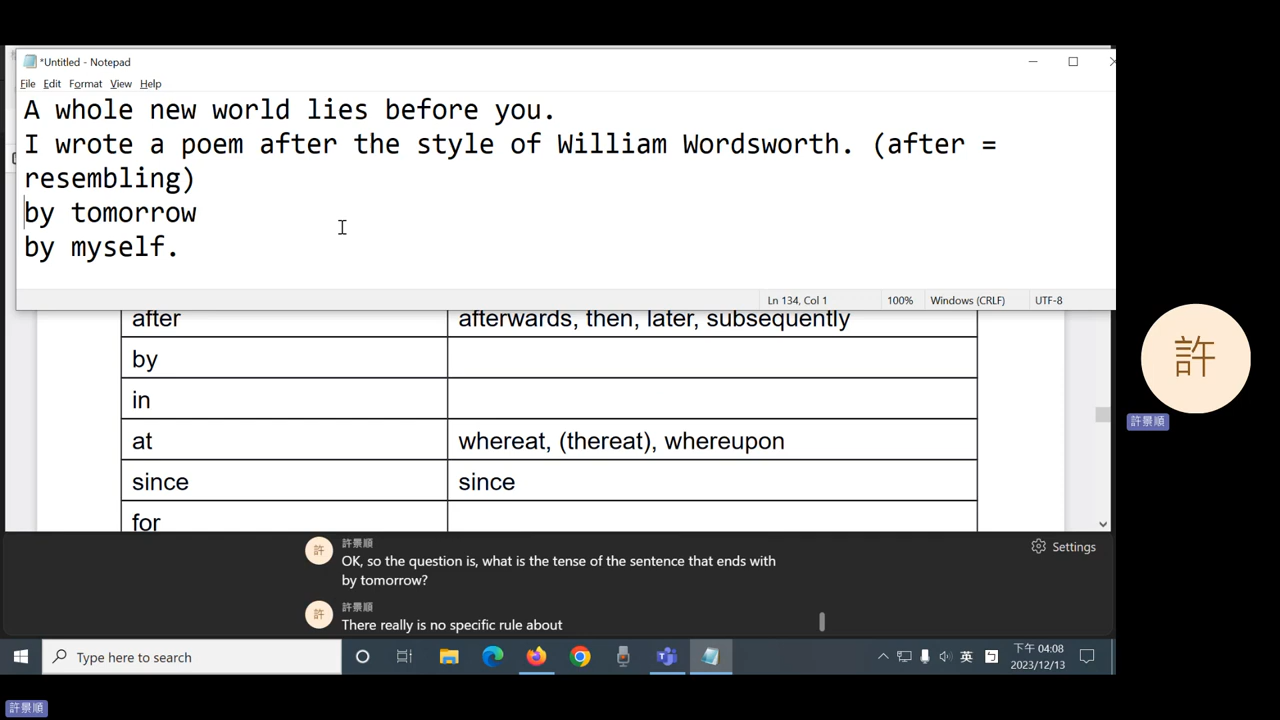 *Untitled - Notepad
File Edit Format View Help
A whole new world lies before you.
I wrote a poem after the style of William Wordsworth. (after =
resembling)
by tomorrow
by myself.
Ln 134, Col 1 100% Windows (CRLF) UTF-8
after afterwards, then, later, subsequently
by
in
at whereat, (thereat), whereupon
since since
for
許
許景順
許 許景順
OK, so the question is, what is the tense of the sentence that ends with
by tomorrow?
Settings
許 許景順
There really is no specific rule about
Type here to search
英
下午 04:08
2023/12/13
許景順